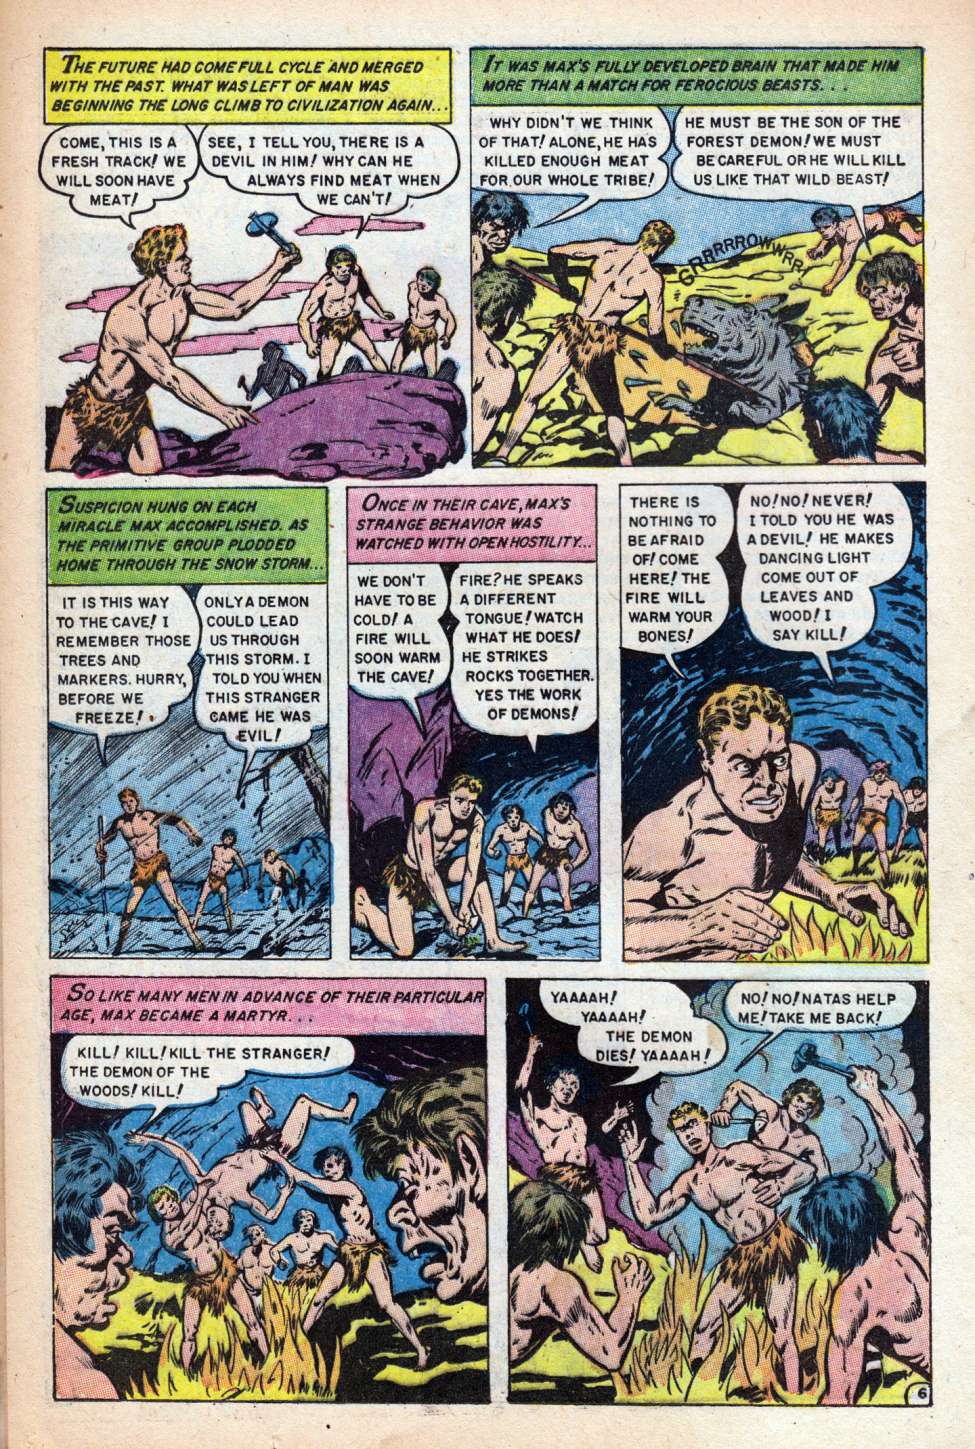 THE FUTURE HAD COME FULL CYCLE AND MERGED
WITH THE PAST. WHAT WAS LEFT OF MAN WAS
BEGINNING THE LONG CLIMB TO CIVILIZATION AGAIN...
COME, THIS IS A
FRESH TRACK! WE
WILL SOON HAVE
MEAT!
SEE, I TELL YOU, THERE IS A
DEVIL IN HIM! WHY CAN HE
ALWAYS FIND MEAT WHEN
WE CAN'T!
IT WAS MAX'S FULLY DEVELOPED BRAIN THAT MADE HIM
MORE THAN A MATCH FOR FEROCIOUS BEASTS...
WHY DIDN'T WE THINK
OF THAT! ALONE, HE HAS
KILLED ENOUGH MEAT
FOR OUR WHOLE TRIBE!
HE MUST BE THE SON OF THE
FOREST DEMON! WE MUST
BE CAREFUL OR HE WILL KILL
US LIKE THAT WILD BEAST!
GRRRRROWWRR
SUSPICION HUNG ON EACH
MIRACLE MAX ACCOMPLISHED. AS
THE PRIMITIVE GROUP PLODDED
HOME THROUGH THE SNOW STORM...
IT IS THIS WAY
TO THE CAVE! I
REMEMBER THOSE
TREES AND
MARKERS. HURRY,
BEFORE WE
FREEZE!
ONLY A DEMON
COULD LEAD
US THROUGH
THIS STORM. I
TOLD YOU WHEN
THIS STRANGER
CAME HE WAS
EVIL!
ONCE IN THEIR CAVE, MAX'S
STRANGE BEHAVIOR WAS
WATCHED WITH OPEN HOSTILITY...
WE DON'T
HAVE TO BE
COLD! A
FIRE WILL
SOON WARM
THE CAVE!
FIRE? HE SPEAKS
A DIFFERENT
TONGUE! WATCH
WHAT HE DOES!
HE STRIKES
ROCKS TOGETHER.
YES THE WORK
OF DEMONS!
THERE IS
NOTHING TO
BE AFRAID
OF! COME
HERE! THE
FIRE WILL
WARM YOUR
BONES!
NO! NO! NEVER!
I TOLD YOU HE WAS
A DEVIL! HE MAKES
DANCING LIGHT
COME OUT OF
LEAVES AND
WOOD! I
SAY KILL!
SO LIKE MANY MEN IN ADVANCE OF THEIR PARTICULAR
AGE, MAX BECAME A MARTYR...
KILL! KILL! KILL THE STRANGER!
THE DEMON OF THE
WOODS! KILL!
YAAAAH!
YAAAAH!
THE DEMON
DIES! YAAAAH!
NO! NO! NATAS HELP
ME! TAKE ME BACK!
6